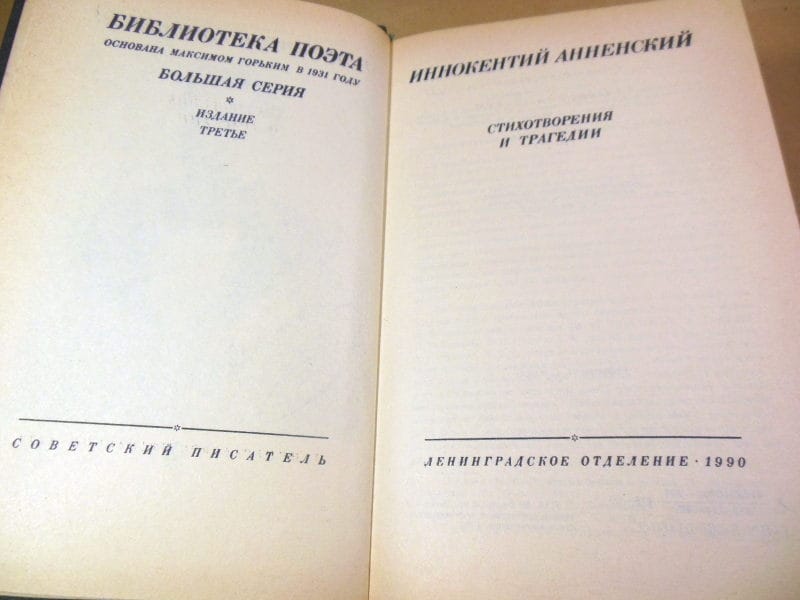 БИБЛИОТЕКА ПОЭТА
ОСНОВАНА МАКСИМОМ ГОРЬКИМ В 1931 ГОДУ
БОЛЬШАЯ СЕРИЯ
ИЗДАНИЕ
ТРЕТЬЕ
СОВЕТСКИЙ ПИСАТЕЛЬ
ИННОКЕНТИЙ АННЕНСКИЙ
СТИХОТВОРЕНИЯ
И ТРАГЕДИИ
ЛЕНИНГРАДСКОЕ ОТДЕЛЕНИЕ · 1990